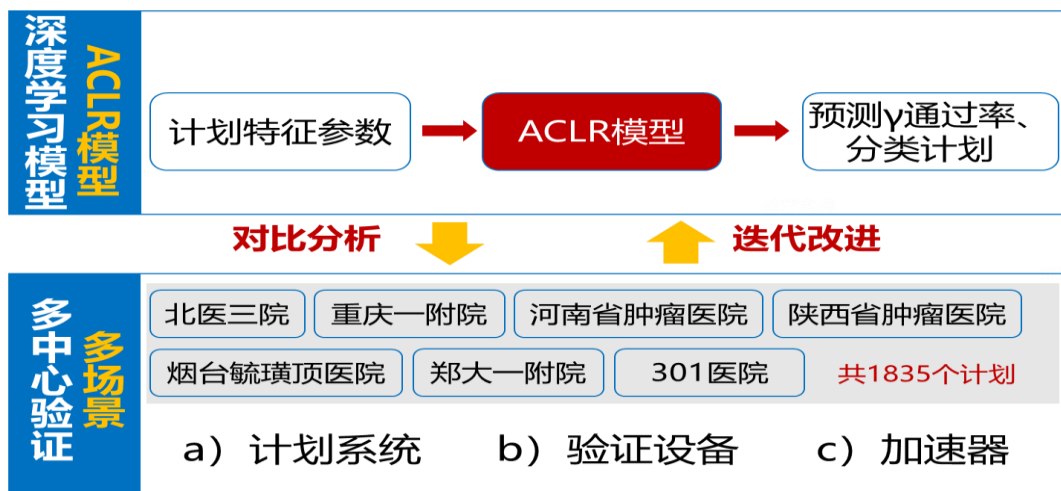 深度学习模型
ACLR模型
计划特征参数
ACLR模型
预测γ通过率、
分类计划
对比分析
迭代改进
多中心验证
多场景
北医三院
重庆一附院
河南省肿瘤医院
陕西省肿瘤医院
烟台毓璜顶医院
郑大一附院
301医院
共1835个计划
a）计划系统
b）验证设备
c）加速器